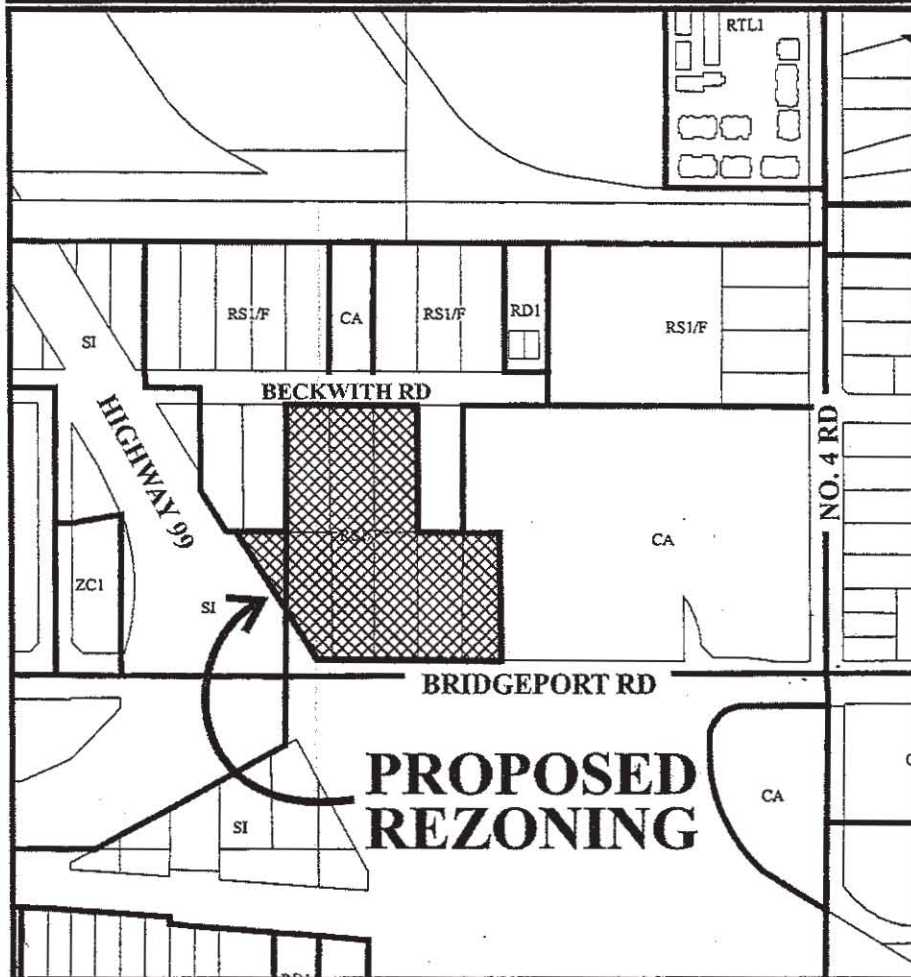 RTL1
RS1/F
CA
RS1/F
RD1
RS1/F
SI
BECKWITH RD
HIGHWAY 99
NO. 4 RD
CA
ZC1
SI
BRIDGEPORT RD
PROPOSED
REZONING
CA
SI